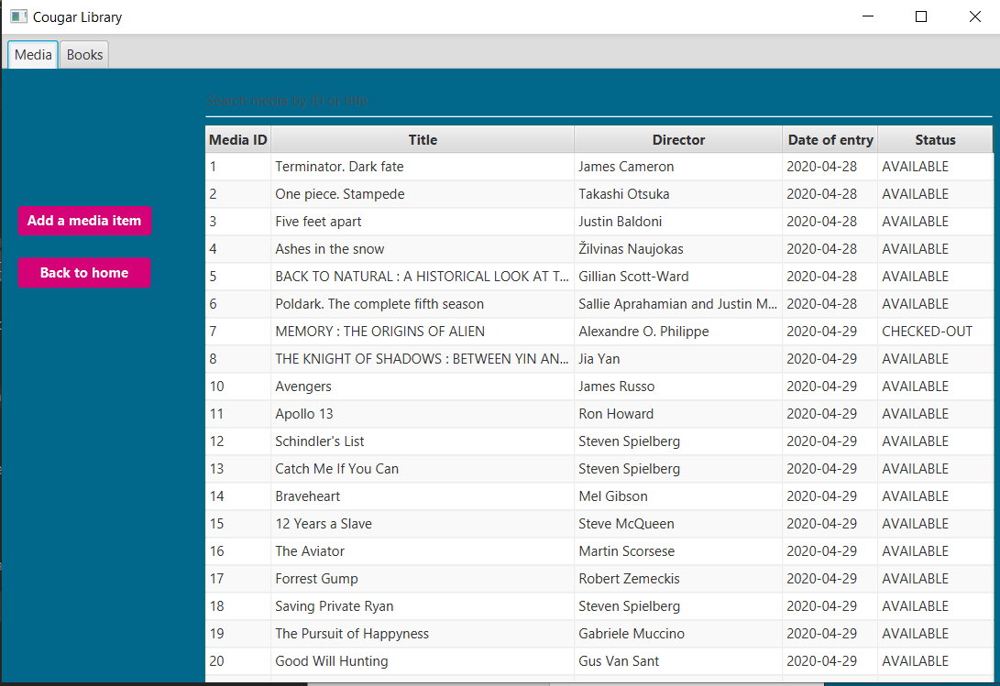 Cougar Library
Media Books
Search media by ID or title
Media ID Title Director Date of entry Status
1 Terminator. Dark fate James Cameron 2020-04-28 AVAILABLE
2 One piece. Stampede Takashi Otsuka 2020-04-28 AVAILABLE
3 Five feet apart Justin Baldoni 2020-04-28 AVAILABLE
4 Ashes in the snow Žilvinas Naujokas 2020-04-28 AVAILABLE
5 BACK TO NATURAL : A HISTORICAL LOOK AT T... Gillian Scott-Ward 2020-04-28 AVAILABLE
6 Poldark. The complete fifth season Sallie Aprahamian and Justin M... 2020-04-28 AVAILABLE
7 MEMORY : THE ORIGINS OF ALIEN Alexandre O. Philippe 2020-04-29 CHECKED-OUT
8 THE KNIGHT OF SHADOWS : BETWEEN YIN AN... Jia Yan 2020-04-29 AVAILABLE
10 Avengers James Russo 2020-04-29 AVAILABLE
11 Apollo 13 Ron Howard 2020-04-29 AVAILABLE
12 Schindler's List Steven Spielberg 2020-04-29 AVAILABLE
13 Catch Me If You Can Steven Spielberg 2020-04-29 AVAILABLE
14 Braveheart Mel Gibson 2020-04-29 AVAILABLE
15 12 Years a Slave Steve McQueen 2020-04-29 AVAILABLE
16 The Aviator Martin Scorsese 2020-04-29 AVAILABLE
17 Forrest Gump Robert Zemeckis 2020-04-29 AVAILABLE
18 Saving Private Ryan Steven Spielberg 2020-04-29 AVAILABLE
19 The Pursuit of Happyness Gabriele Muccino 2020-04-29 AVAILABLE
20 Good Will Hunting Gus Van Sant 2020-04-29 AVAILABLE
Add a media item
Back to home